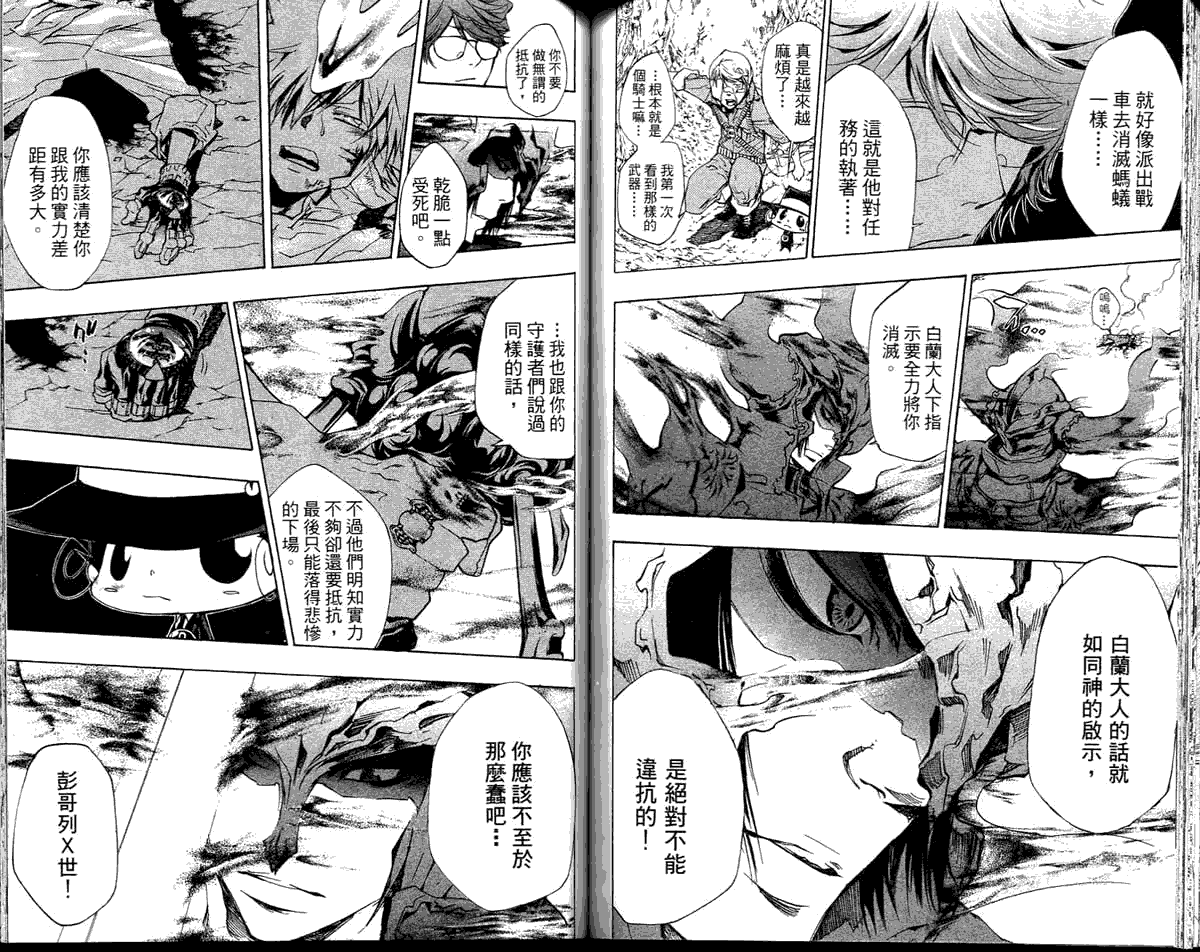 就好像派出戰
車去消滅螞蟻
一樣……
這就是他對任
務的執著……
真是越來越
麻煩了…
…根本就是
個騎士嘛…
我第一次
看到那樣的
武器……
嗚嗚…
白蘭大人下指
示要全力將你
消滅。
白蘭大人的話就
如同神的啟示，
是絕對不能
違抗的！
你不要
做無謂的
抵抗了，
乾脆一點
受死吧。
你應該清楚你
跟我的實力差
距有多大。
…我也跟你的
守護者們說過
同樣的話，
不過他們明知實力
不夠卻還要抵抗，
最後只能落得悲慘
的下場。
你應該不至於
那麼蠢吧…
彭哥列X世！